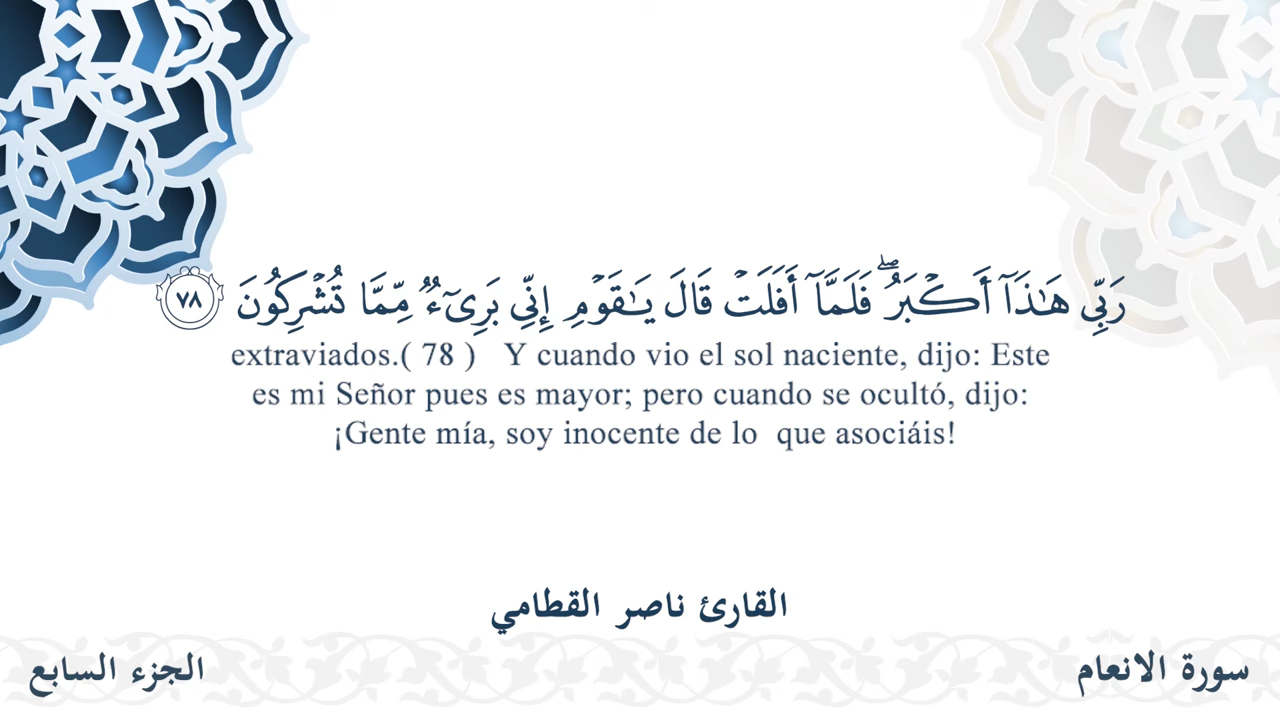 رَبِّي هَـٰذَآ أَكۡبَرُۖ فَلَمَّآ أَفَلَتۡ قَالَ يَـٰقَوۡمِ إِنِّي بَرِيٓءٌ مِّمَّا تُشۡرِكُونَ ٧٨
extraviados.( 78 ) Y cuando vio el sol naciente, dijo: Este
es mi Señor pues es mayor; pero cuando se ocultó, dijo:
¡Gente mía, soy inocente de lo que asociáis!
القارئ ناصر القطامي
سورة الانعام
الجزء السابع